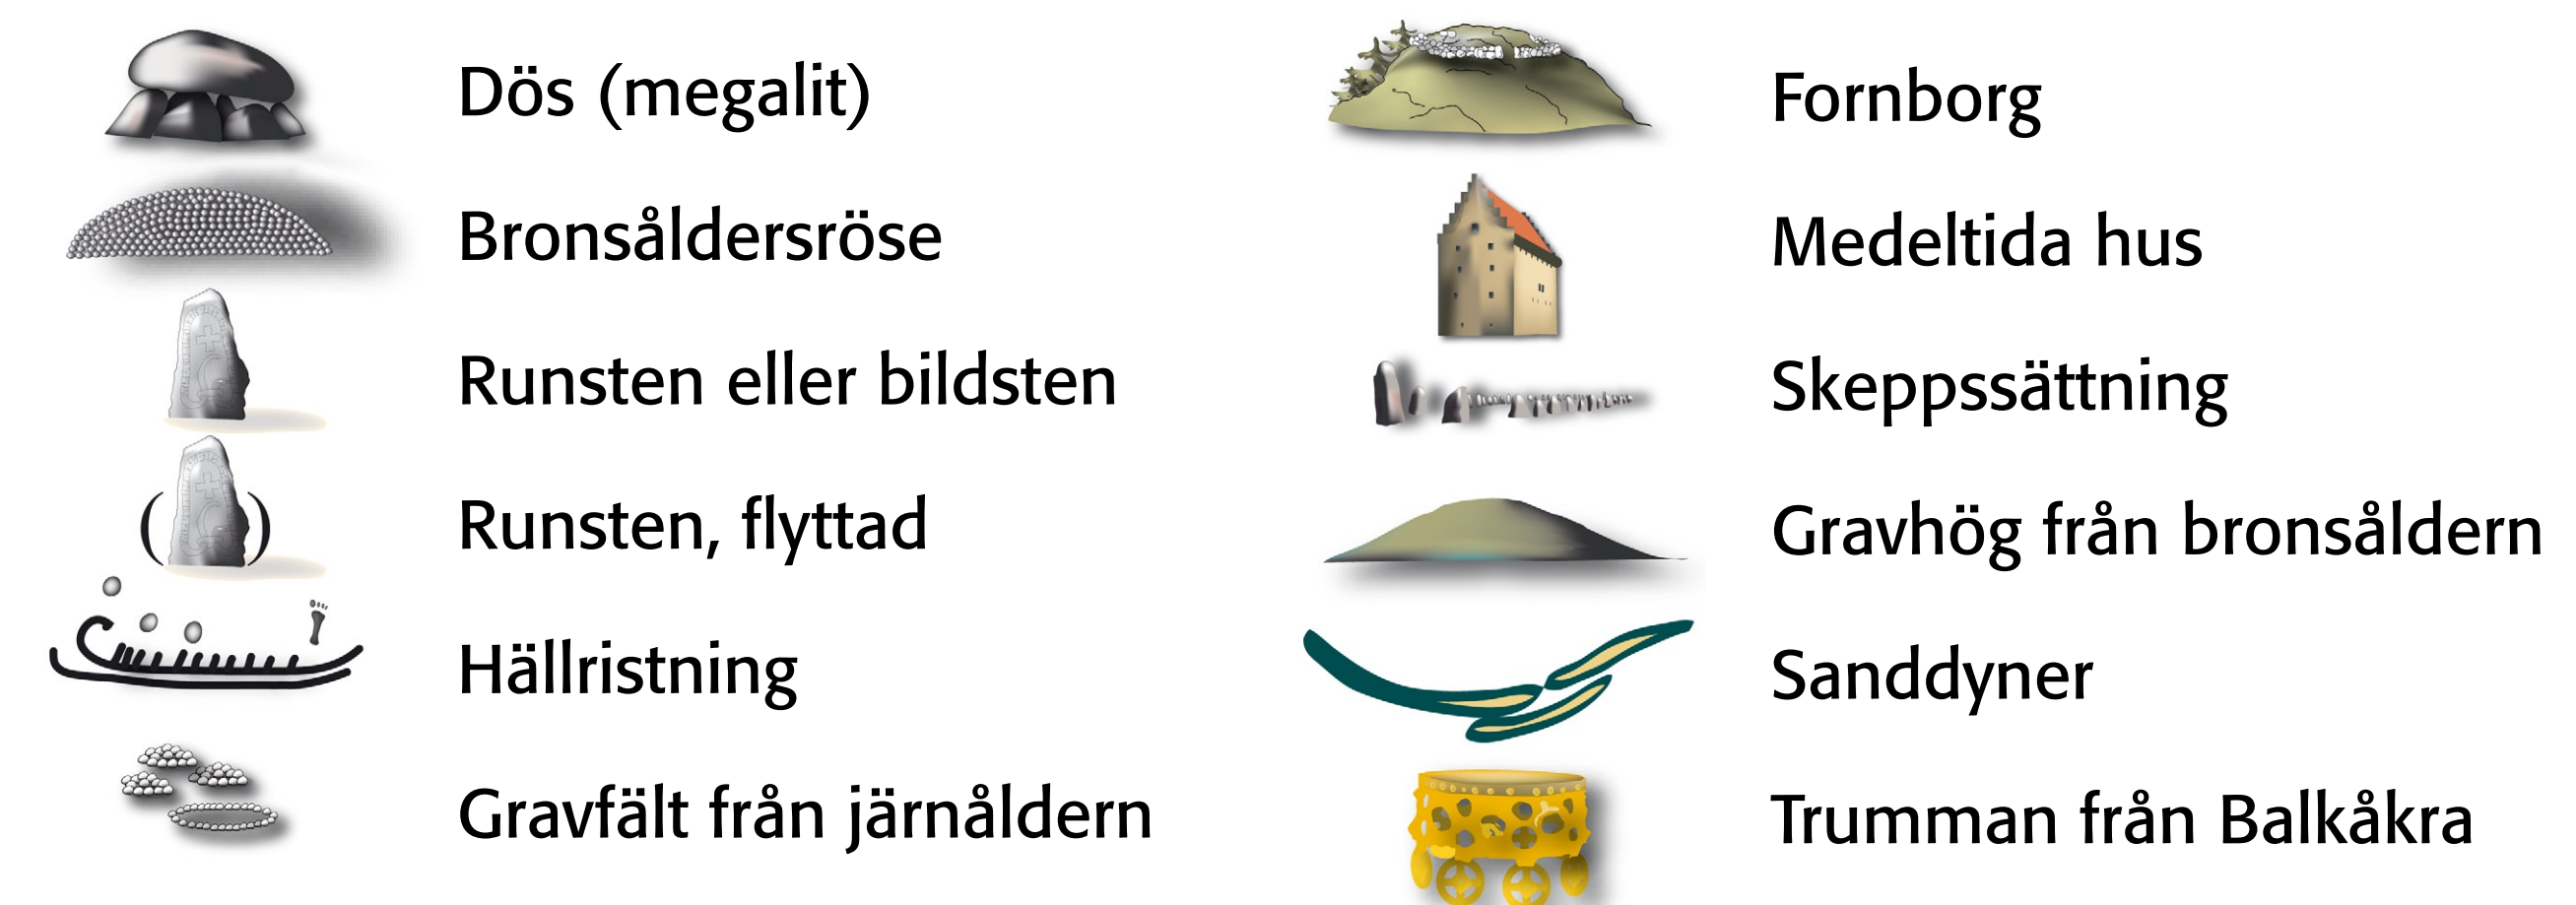 Dös (megalit)
Bronsåldersröse
Runsten eller bildsten
Runsten, flyttad
Hällristning
Gravfält från järnåldern
Fornborg
Medeltida hus
Skeppssättning
Gravhög från bronsåldern
Sanddyner
Trumman från Balkåkra